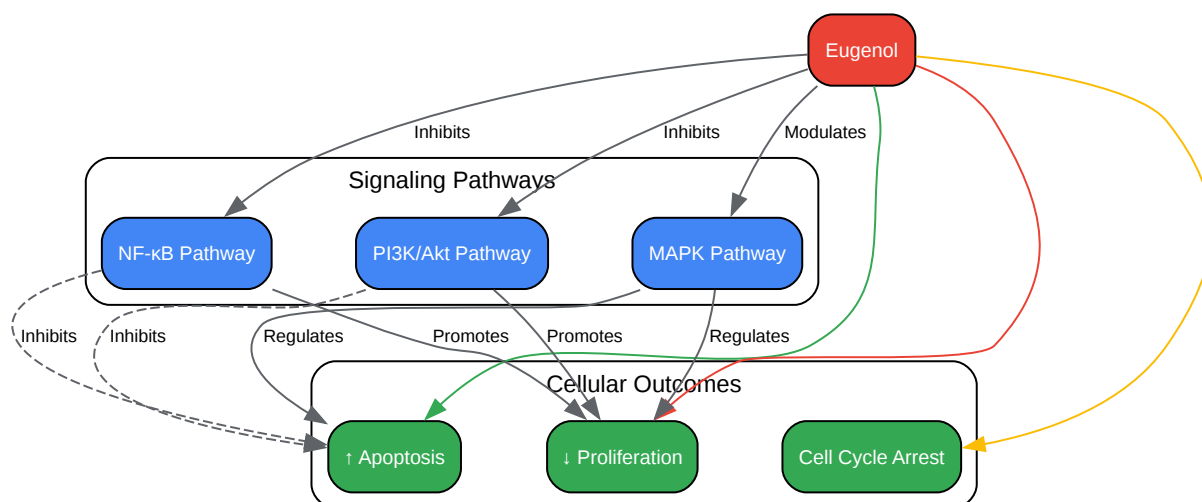 Eugenol
Inhibits
Inhibits
Modulates
Signaling Pathways
NF-κB Pathway
PI3K/Akt Pathway
MAPK Pathway
Inhibits
Inhibits
Regulates
Promotes
Promotes
Regulates
Cellular Outcomes
↑ Apoptosis
↓ Proliferation
Cell Cycle Arrest